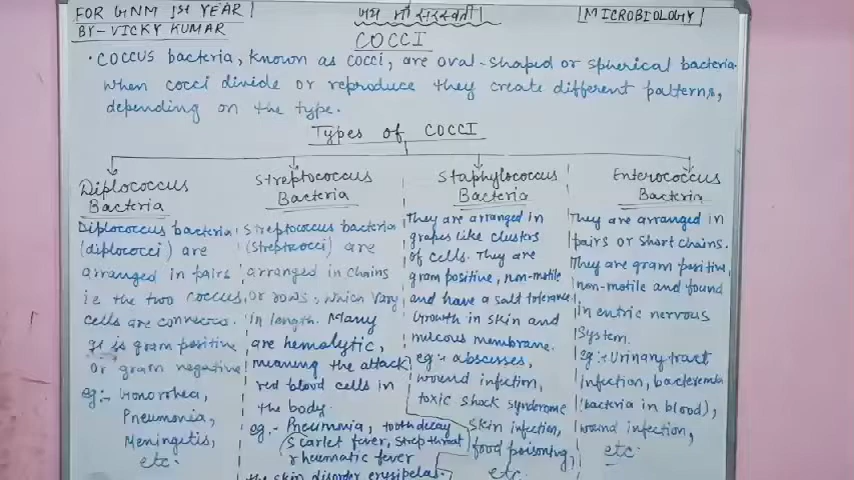 FOR GNM 1ST YEAR
BY- VICKY KUMAR
जय माँ सरस्वती
MICROBIOLOGY
COCCI
• COCCUS bacteria, known as cocci, are oval-shaped or spherical bacteria.
When cocci divide or reproduce they create different patterns,
depending on the type.
Types of COCCI
Diplococcus
Bacteria
Diplococcus bacteria
(diplococci) are
arranged in pairs
ie the two coccus
cells are connects.
It is gram positive
or gram negative
eg:- Gonorrhea,
Pneumonia,
Meningitis,
etc.
Streptococcus
Bacteria
Streptococcus bacteria
(streptococci) are
arranged in chains
or rows, which vary
in length. Many
are hemolytic,
meaning the attack
red blood cells in
the body.
eg.- Pneumonia, tooth decay
(Scarlet fever, strep throat
rheumatic fever
the skin disorder erysipelas.
Staphylococcus
Bacteria
They are arranged in
grapes like clusters
of cells. They are
gram positive, non-motile
and have a salt tolerance.
Growth in skin and
mucous membrane.
eg:- abscesses,
wound infection,
toxic shock syndrome
skin infection,
food poisoning,
etc.
Enterococcus
Bacteria
They are arranged in
pairs or short chains.
They are gram positive,
non-motile and found
in entric nervous
system.
eg:- Urinary tract
infection, bacteremia
(bacteria in blood),
wound infection,
etc.